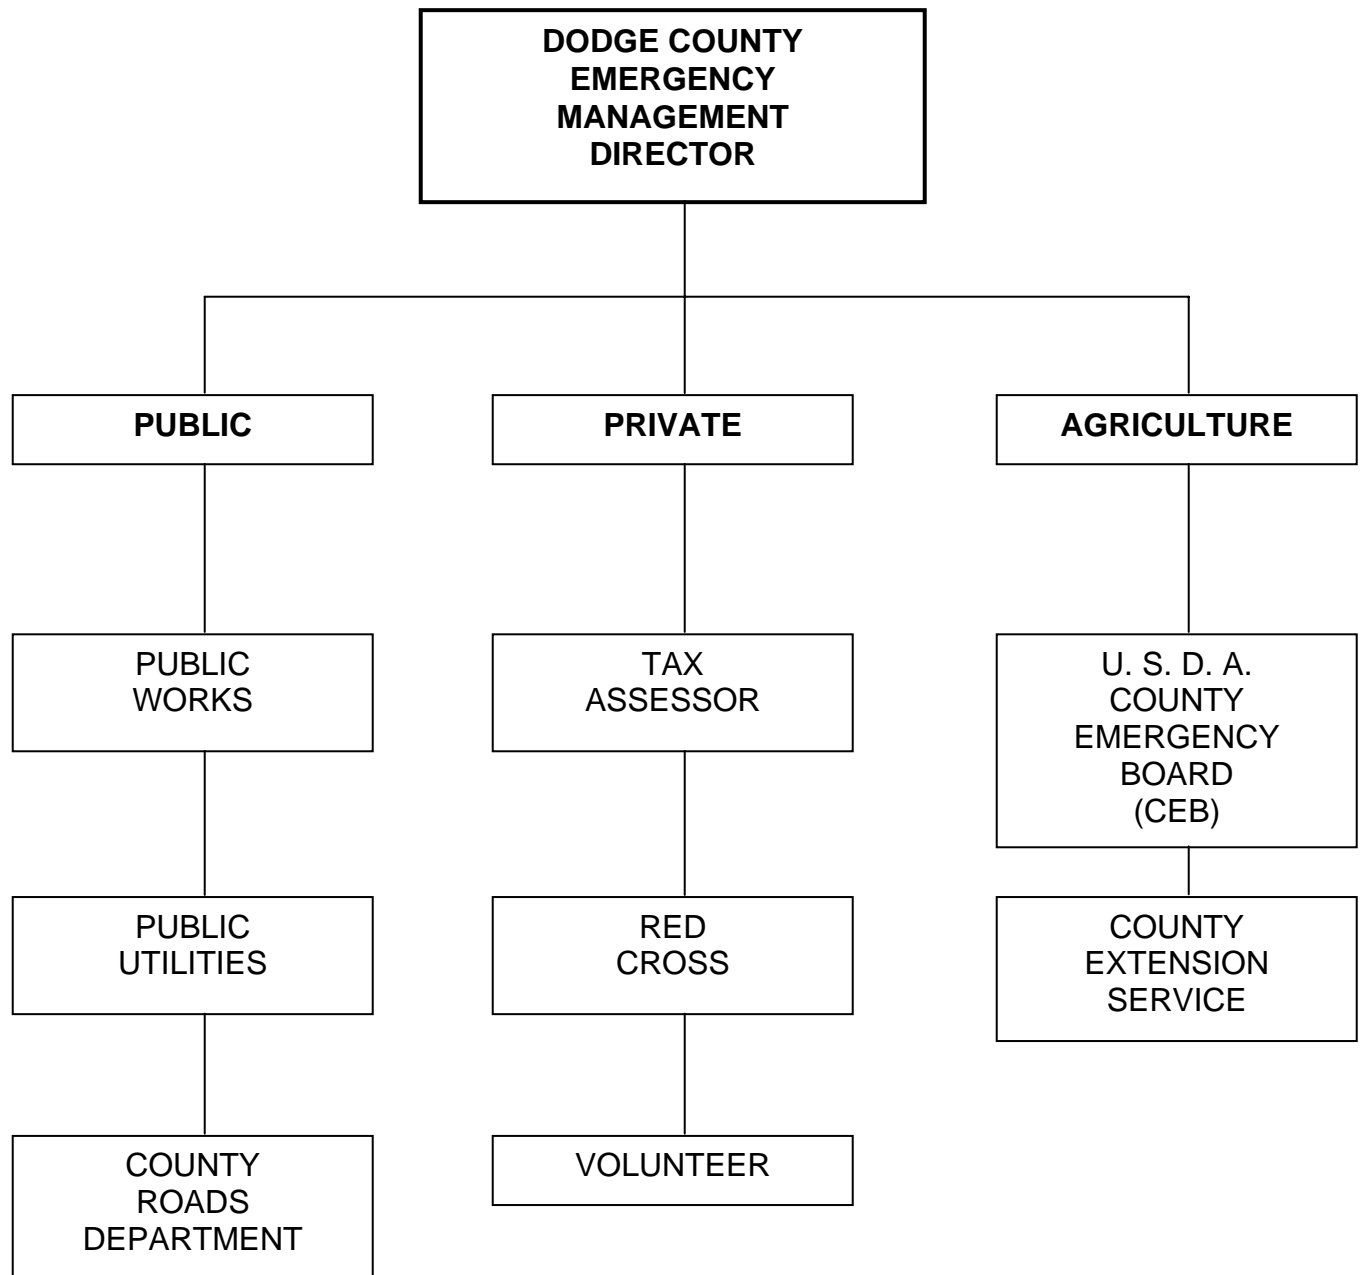 DODGE COUNTY
EMERGENCY
MANAGEMENT
DIRECTOR
PUBLIC
PRIVATE
AGRICULTURE
PUBLIC
WORKS
TAX
ASSESSOR
U. S. D. A.
COUNTY
EMERGENCY
BOARD
(CEB)
PUBLIC
UTILITIES
RED
CROSS
COUNTY
EXTENSION
SERVICE
COUNTY
ROADS
DEPARTMENT
VOLUNTEER